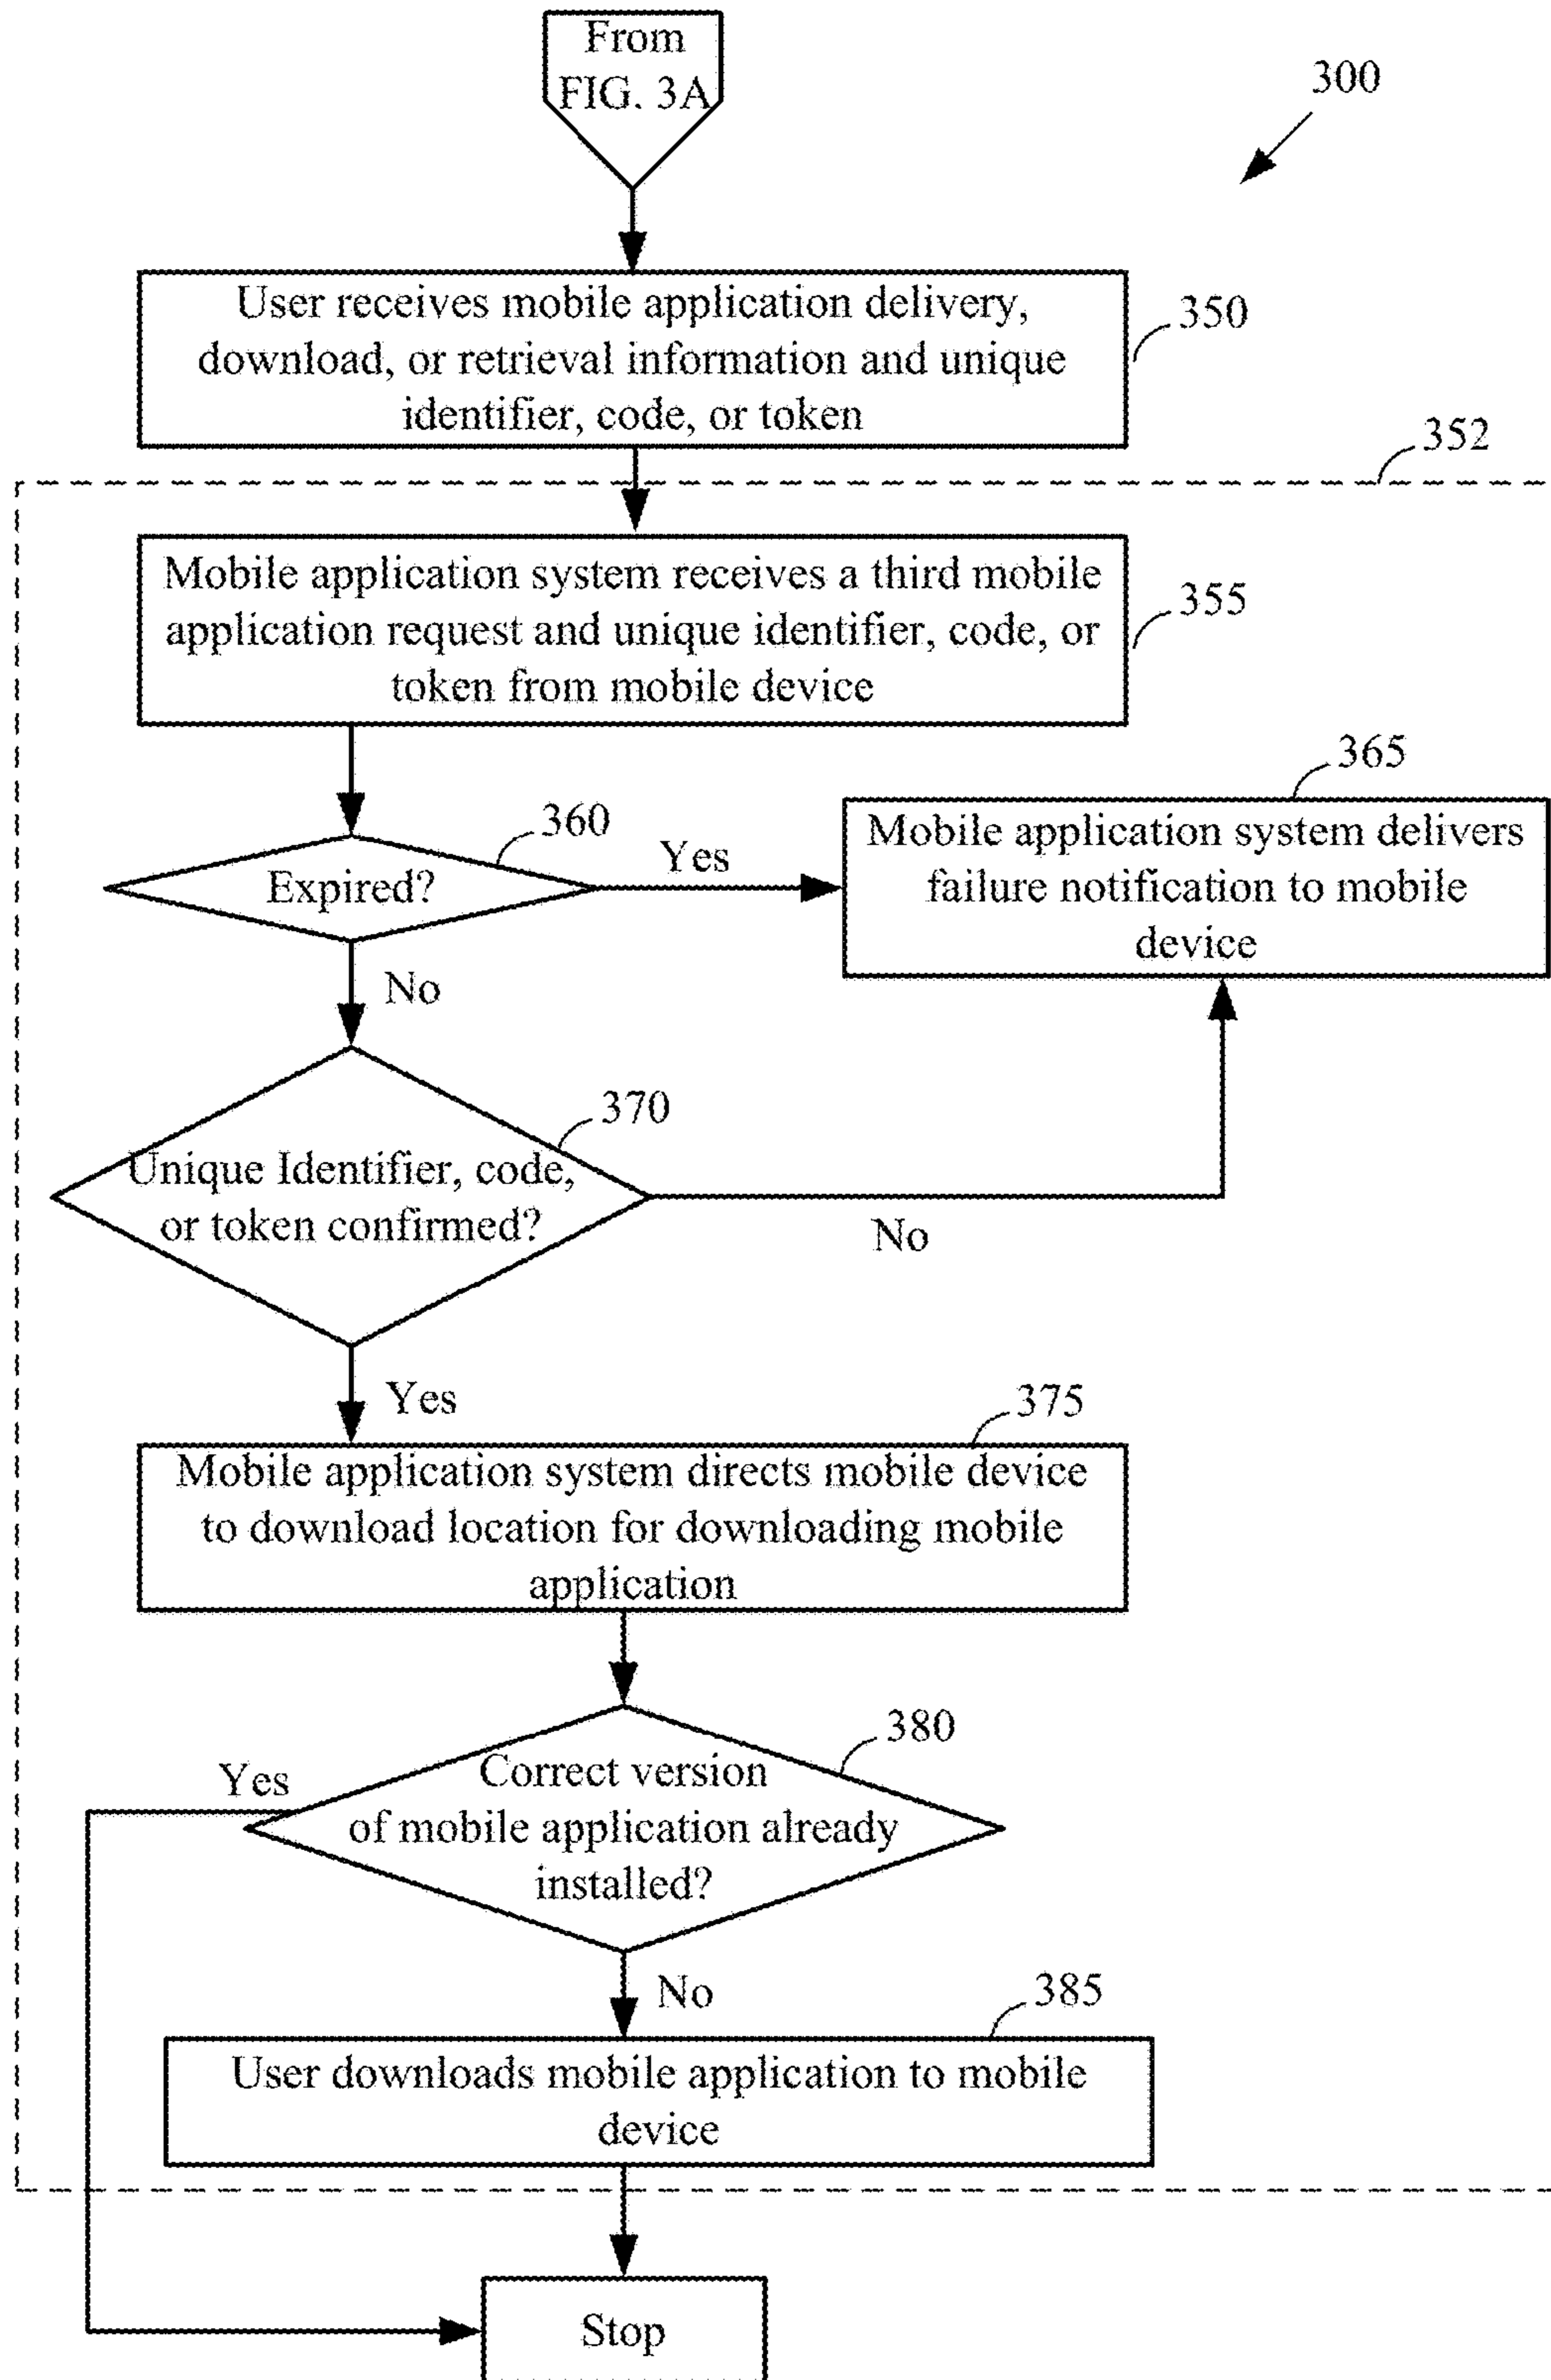 From
FIG. 3A
300
User receives mobile application delivery,
download, or retrieval information and unique
identifier, code, or token
350
352
Mobile application system receives a third mobile
application request and unique identifier, code, or
token from mobile device
355
365
360
Expired?
Yes
Mobile application system delivers
failure notification to mobile
device
No
370
Unique Identifier, code,
or token confirmed?
No
Yes
375
Mobile application system directs mobile device
to download location for downloading mobile
application
380
Yes
Correct version
of mobile application already
installed?
No
385
User downloads mobile application to mobile
device
Stop